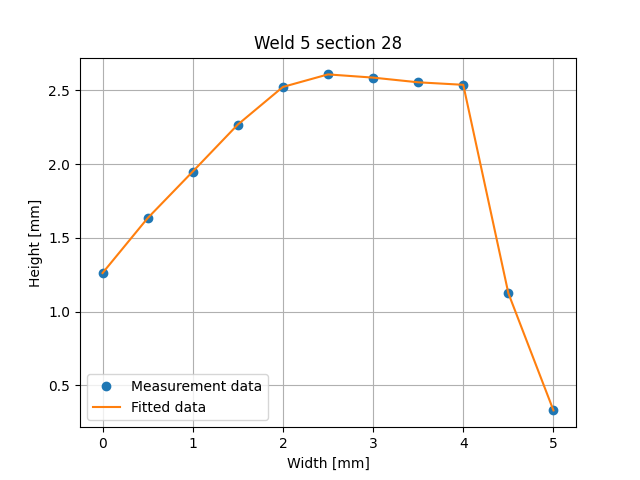 Weld 5 section 28
Height [mm]
2.5
2.0
1.5
1.0
0.5
Measurement data
Fitted data
0 1 2 3 4 5
Width [mm]